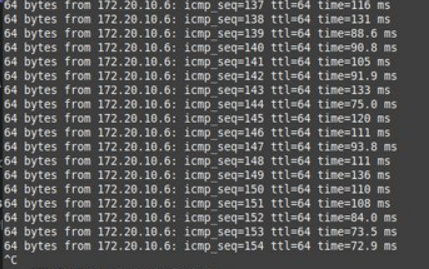 64 bytes from 172.20.10.6: icmp_seq=137 ttl=64 time=116 ms
64 bytes from 172.20.10.6: icmp_seq=138 ttl=64 time=131 ms
64 bytes from 172.20.10.6: icmp_seq=139 ttl=64 time=88.6 ms
64 bytes from 172.20.10.6: icmp_seq=140 ttl=64 time=90.8 ms
64 bytes from 172.20.10.6: icmp_seq=141 ttl=64 time=105 ms
64 bytes from 172.20.10.6: icmp_seq=142 ttl=64 time=91.9 ms
64 bytes from 172.20.10.6: icmp_seq=143 ttl=64 time=133 ms
64 bytes from 172.20.10.6: icmp_seq=144 ttl=64 time=75.0 ms
64 bytes from 172.20.10.6: icmp_seq=145 ttl=64 time=120 ms
64 bytes from 172.20.10.6: icmp_seq=146 ttl=64 time=111 ms
64 bytes from 172.20.10.6: icmp_seq=147 ttl=64 time=93.8 ms
64 bytes from 172.20.10.6: icmp_seq=148 ttl=64 time=111 ms
64 bytes from 172.20.10.6: icmp_seq=149 ttl=64 time=136 ms
64 bytes from 172.20.10.6: icmp_seq=150 ttl=64 time=110 ms
64 bytes from 172.20.10.6: icmp_seq=151 ttl=64 time=108 ms
64 bytes from 172.20.10.6: icmp_seq=152 ttl=64 time=84.0 ms
64 bytes from 172.20.10.6: icmp_seq=153 ttl=64 time=73.5 ms
64 bytes from 172.20.10.6: icmp_seq=154 ttl=64 time=72.9 ms
^C